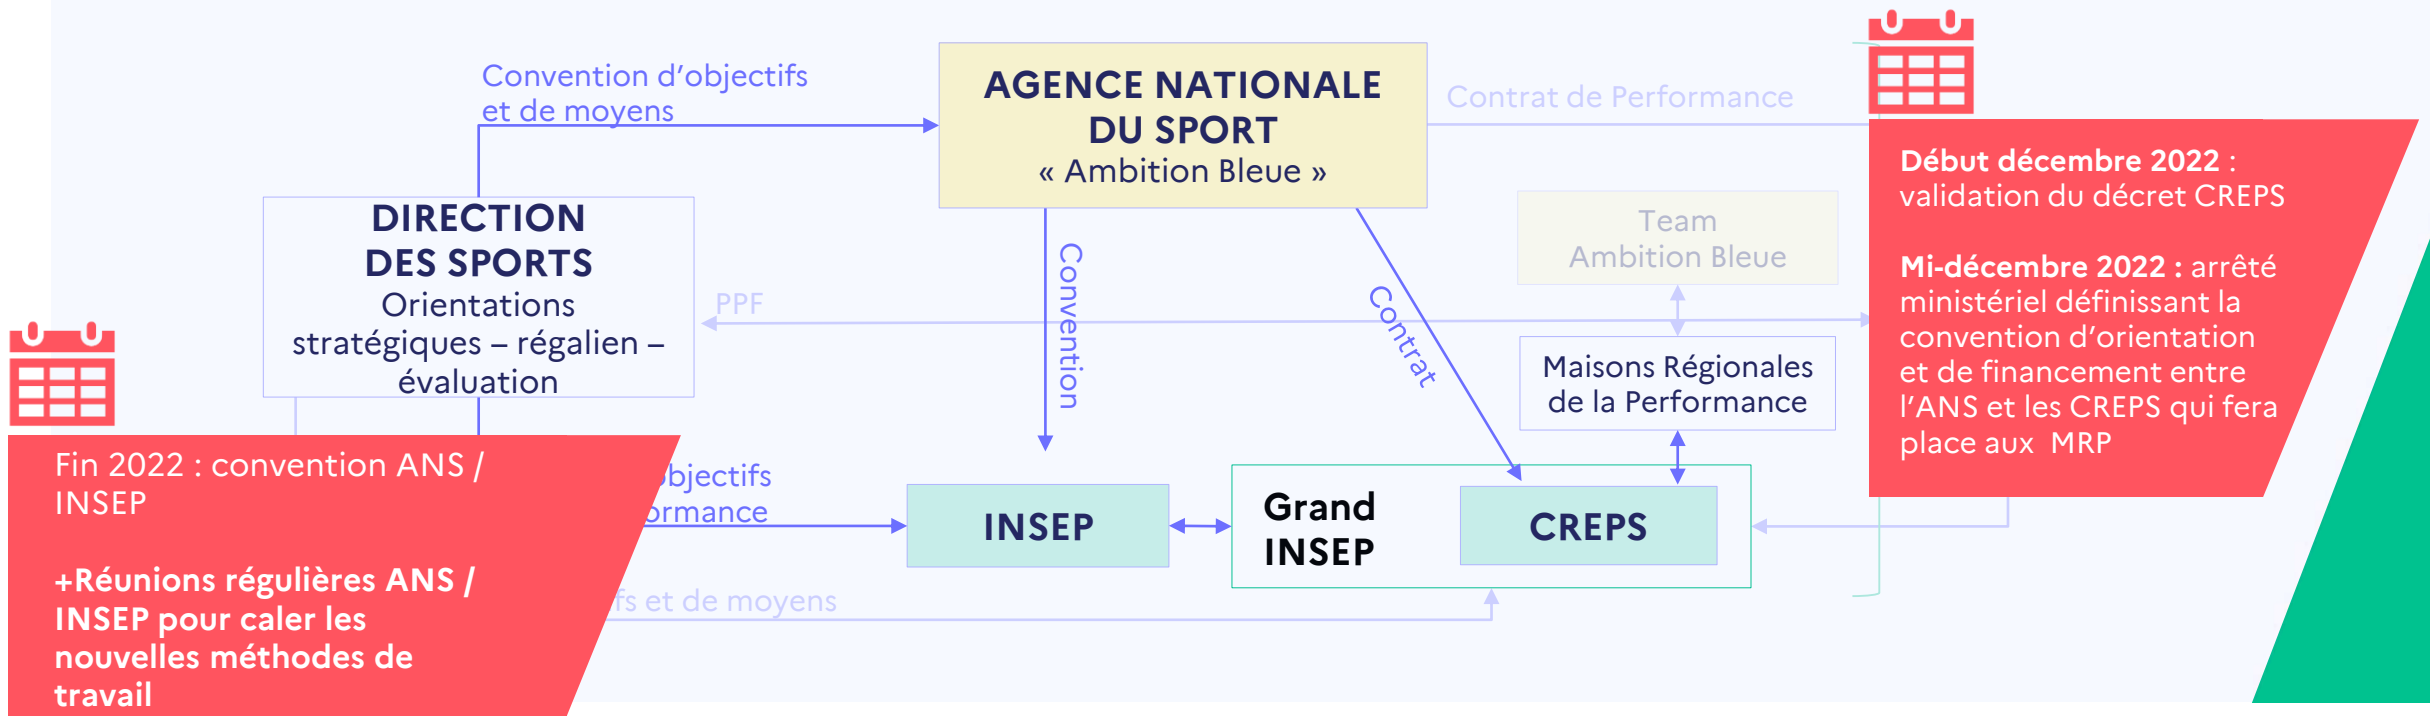 Convention d’objectifs
et de moyens
AGENCE NATIONALE
DU SPORT
« Ambition Bleue »
Contrat de Performance
DIRECTION
DES SPORTS
Orientations
stratégiques – régalien –
évaluation
PPF
Convention
Contrat
Team
Ambition Bleue
Maisons Régionales
de la Performance
Début décembre 2022 :
validation du décret CREPS
Mi-décembre 2022 : arrêté
ministériel définissant la
convention d’orientation
et de financement entre
l’ANS et les CREPS qui fera
place aux MRP
Fin 2022 : convention ANS /
INSEP
+Réunions régulières ANS /
INSEP pour caler les
nouvelles méthodes de
travail
bjectifs
ormance
INSEP
Grand
INSEP
CREPS
fs et de moyens